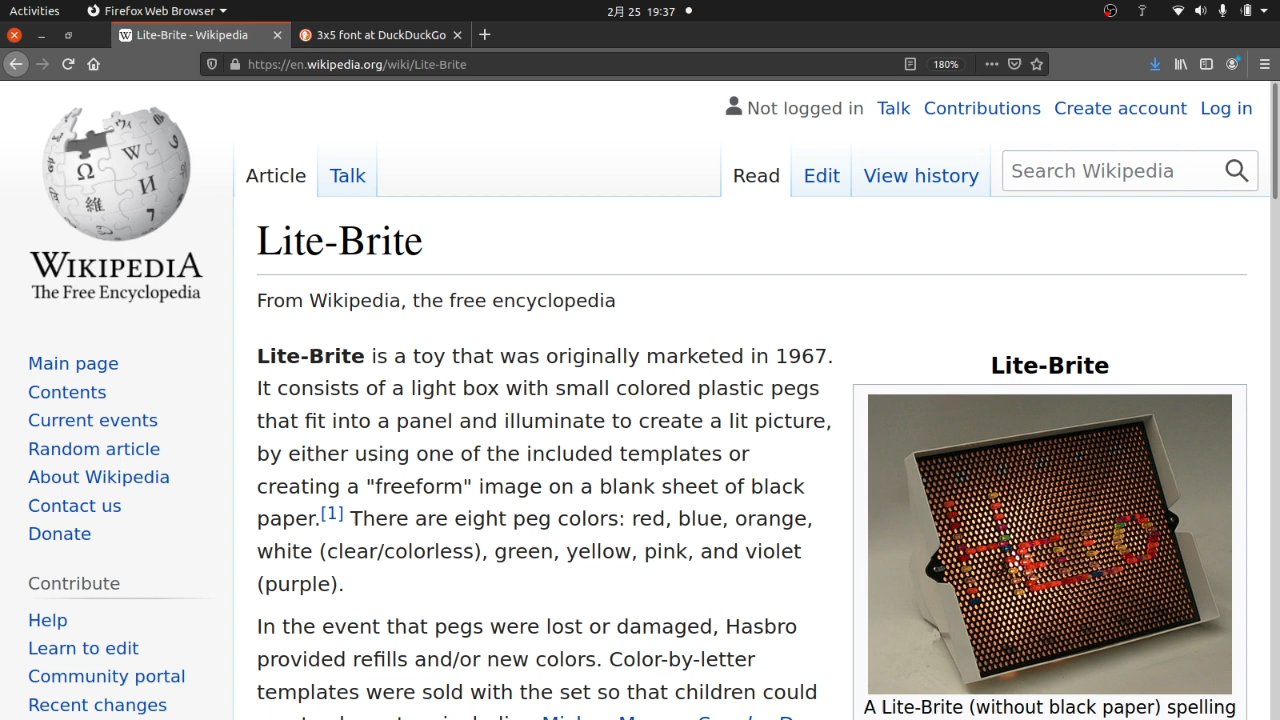 Activities
Firefox Web Browser
2月 25 19:37
Lite-Brite - Wikipedia
3x5 font at DuckDuckGo
https://en.wikipedia.org/wiki/Lite-Brite
180%
Not logged in Talk Contributions Create account Log in
Article Talk Read Edit View history
Search Wikipedia
WIKIPEDIA
The Free Encyclopedia
Main page
Contents
Current events
Random article
About Wikipedia
Contact us
Donate
Contribute
Help
Learn to edit
Community portal
Recent changes
Lite-Brite
From Wikipedia, the free encyclopedia
Lite-Brite is a toy that was originally marketed in 1967.
It consists of a light box with small colored plastic pegs
that fit into a panel and illuminate to create a lit picture,
by either using one of the included templates or
creating a "freeform" image on a blank sheet of black
paper.[1] There are eight peg colors: red, blue, orange,
white (clear/colorless), green, yellow, pink, and violet
(purple).
In the event that pegs were lost or damaged, Hasbro
provided refills and/or new colors. Color-by-letter
templates were sold with the set so that children could
Lite-Brite
A Lite-Brite (without black paper) spelling